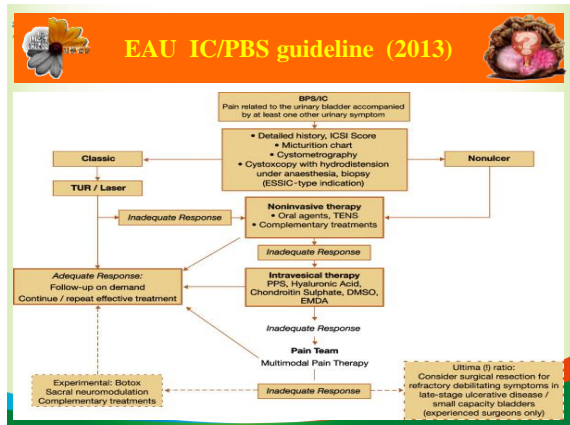 EAU IC/PBS guideline (2013)
BPS/IC
Pain related to the urinary bladder accompanied
by at least one other urinary symptom
• Detailed history, ICSI Score
• Micturition chart
• Cystometrography
• Cystoxcopy with hydrodistension
under anaesthesia, biopsy
(ESSIC-type indication)
Classic
Nonulcer
TUR / Laser
Inadequate Response
Noninvasive therapy
• Oral agents, TENS
• Complementary treatments
Inadequate Response
Adequate Response:
Follow-up on demand
Continue / repeat effective treatment
Intravesical therapy
PPS, Hyaluronic Acid,
Chondroitin Sulphate, DMSO,
EMDA
Inadequate Response
Pain Team
Multimodal Pain Therapy
Experimental: Botox
Sacral neuromodulation
Complementary treatments
Inadequate Response
Ultima (!) ratio:
Consider surgical resection for
refractory debilitating symptoms in
late-stage ulcerative disease /
small capacity bladders
(experienced surgeons only)